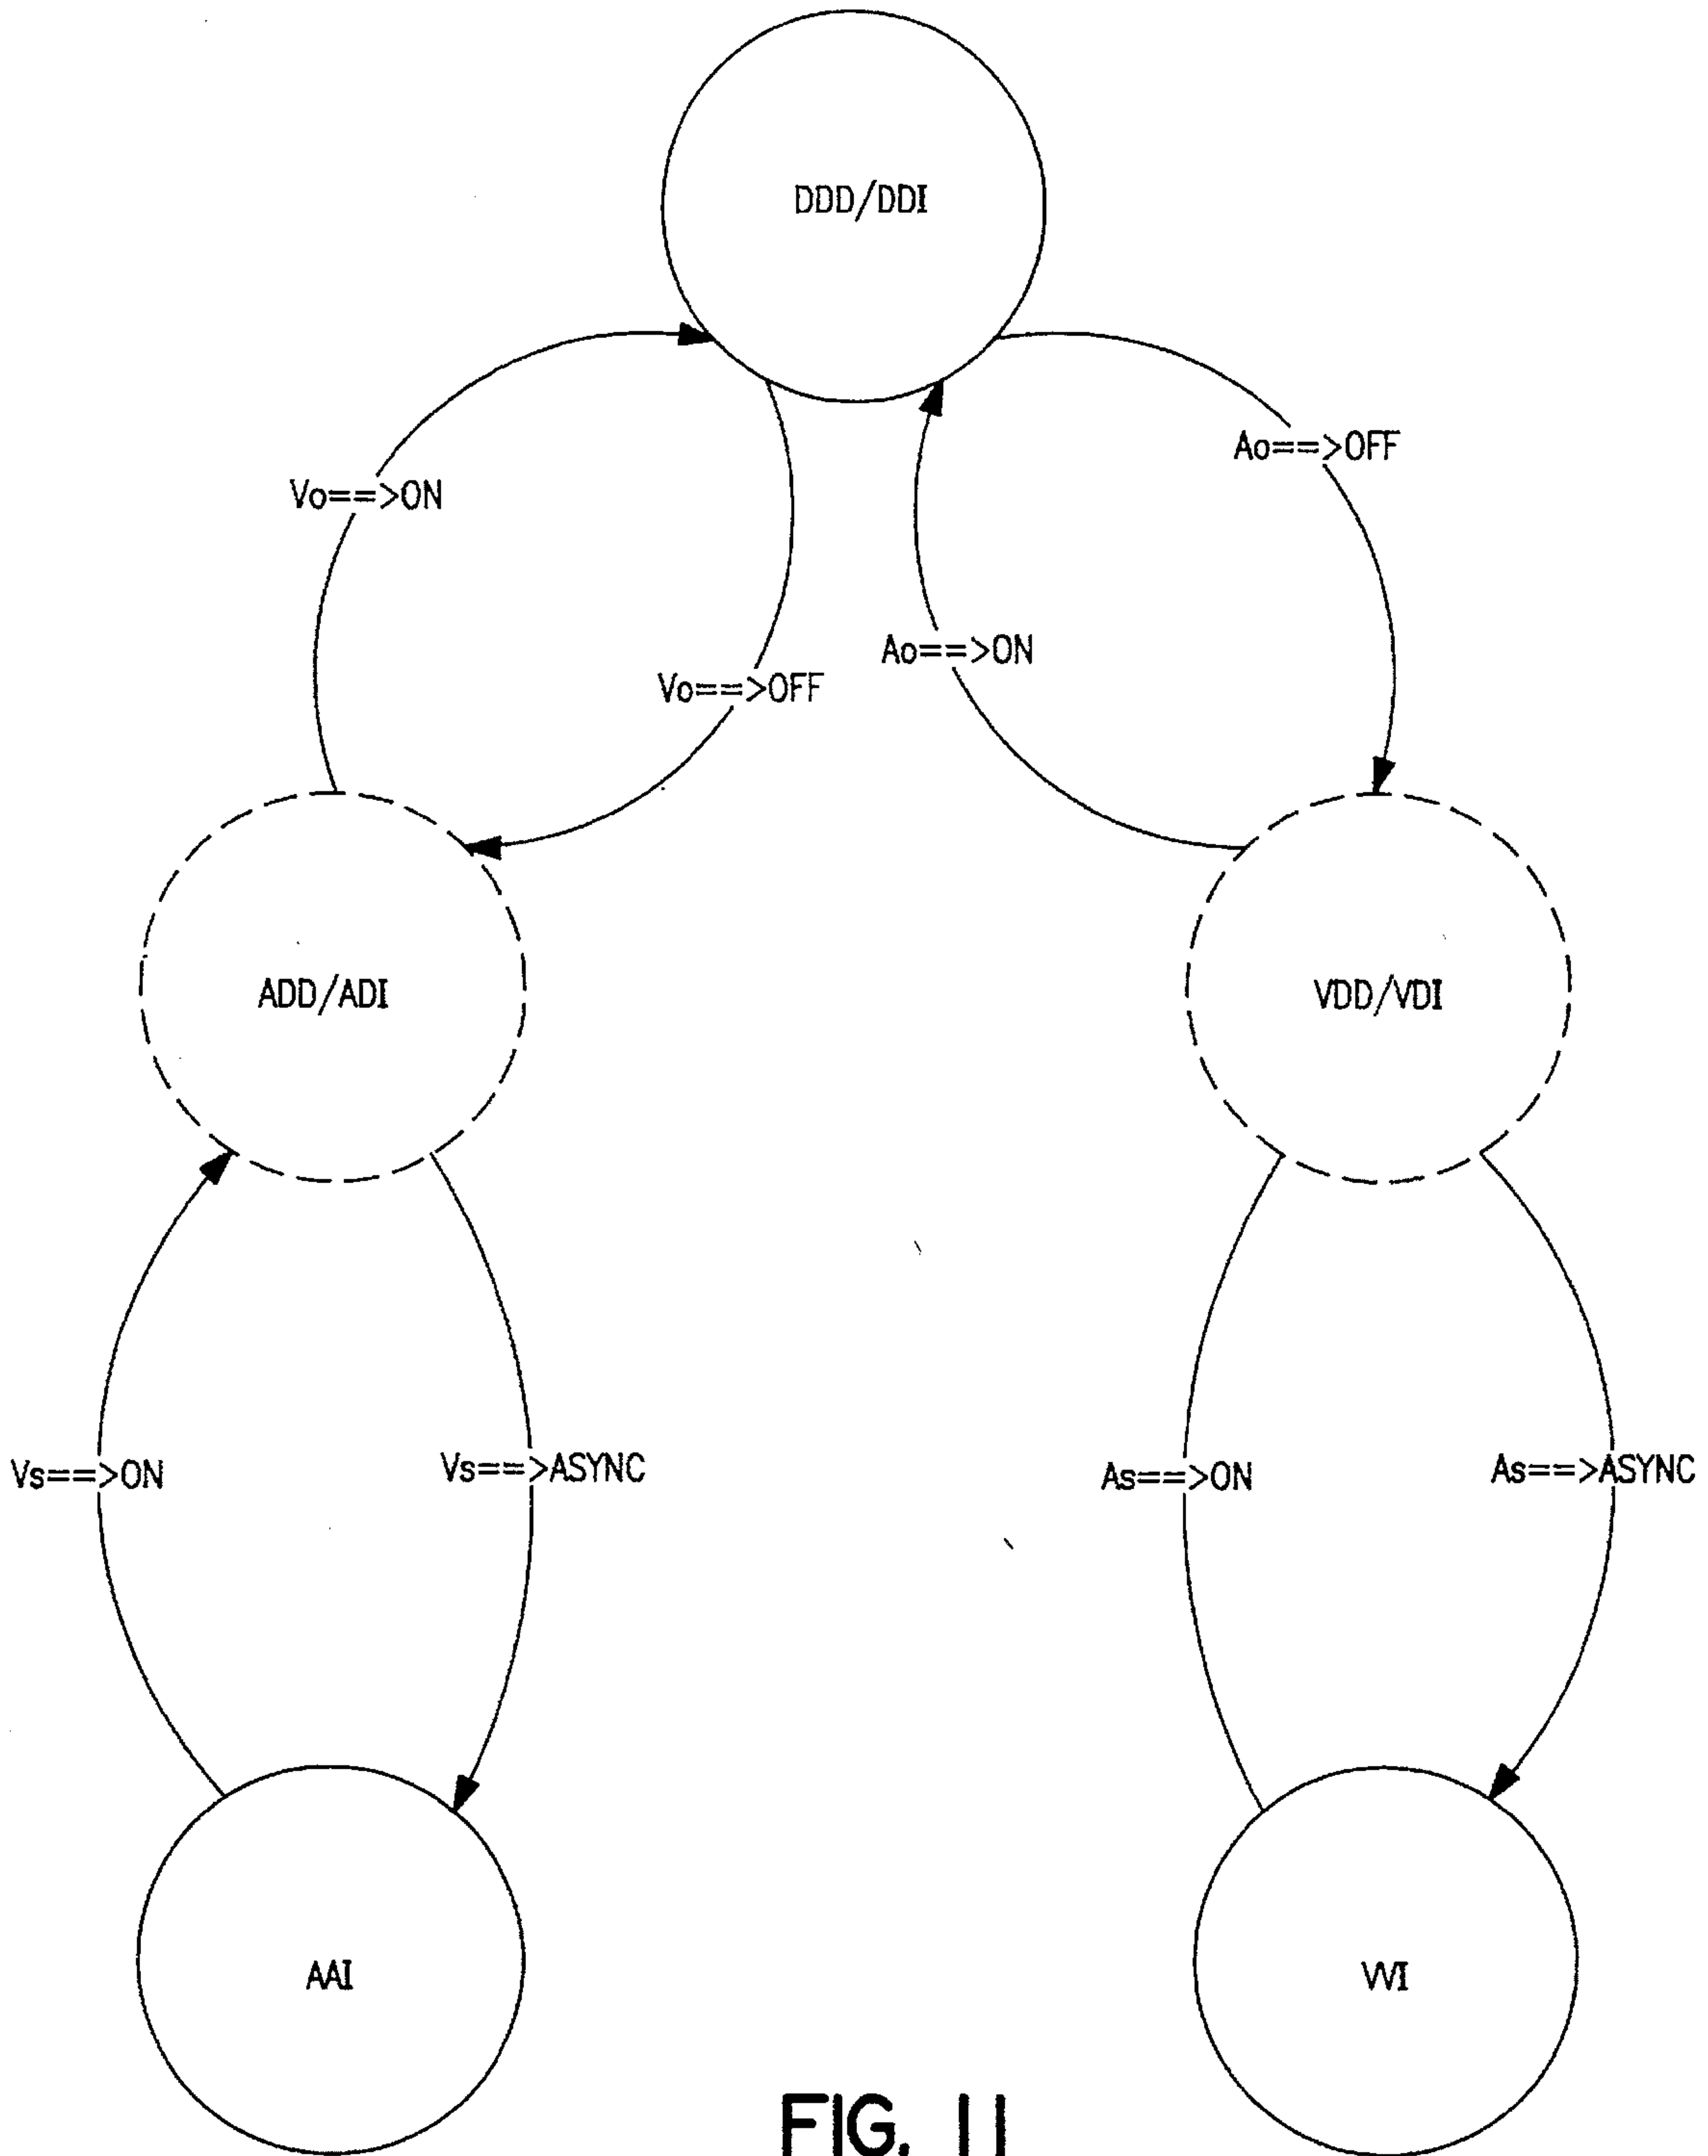 DDD/DDI
Ao==>OFF
Vo==>ON
Ao==>ON
Vo==>OFF
ADD/ADI
VDD/VDI
Vs==>ON
Vs==>ASYNC
As==>ON
As==>ASYNC
AAI
VVI
FIG. 11